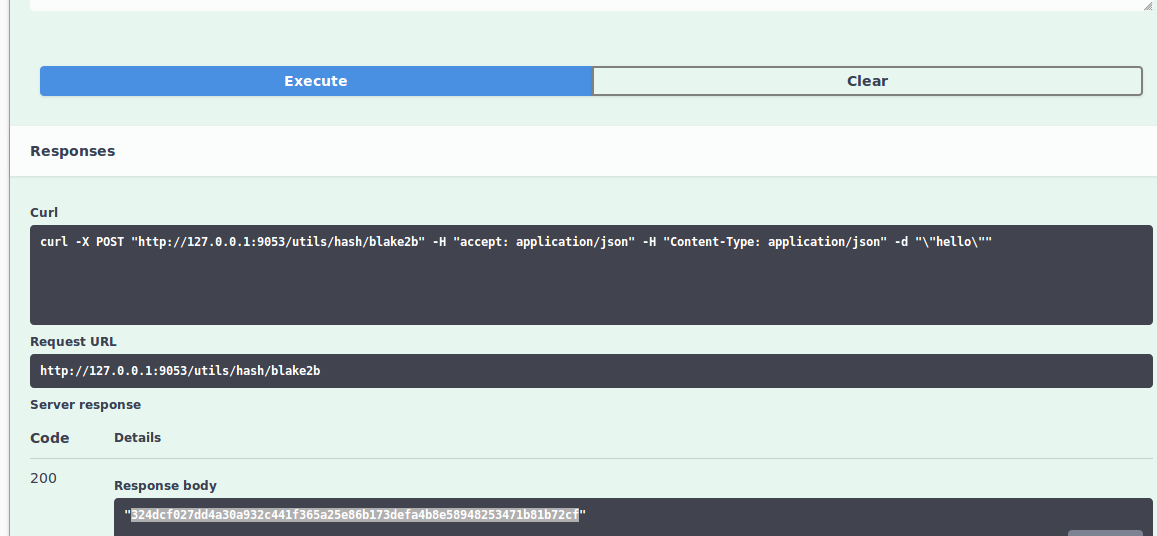 Execute
Clear
Responses
Curl
curl -X POST "http://127.0.0.1:9053/utils/hash/blake2b" -H "accept: application/json" -H "Content-Type: application/json" -d "\"hello\""
Request URL
http://127.0.0.1:9053/utils/hash/blake2b
Server response
Code
Details
200
Response body
"324dcf027dd4a30a932c441f365a25e86b173defa4b8e58948253471b81b72cf"